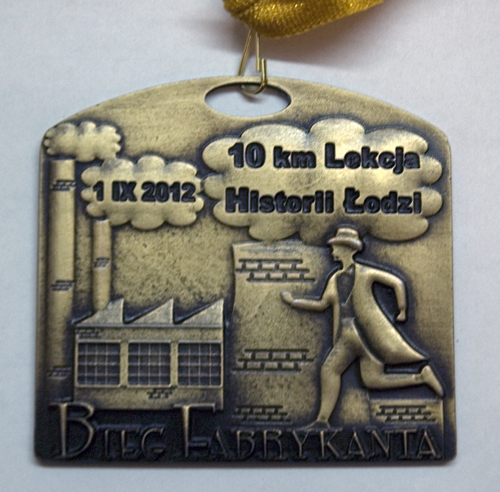 10 km Lekcja
1 IX 2012
Historii Łodzi
Bieg Fabrykanta